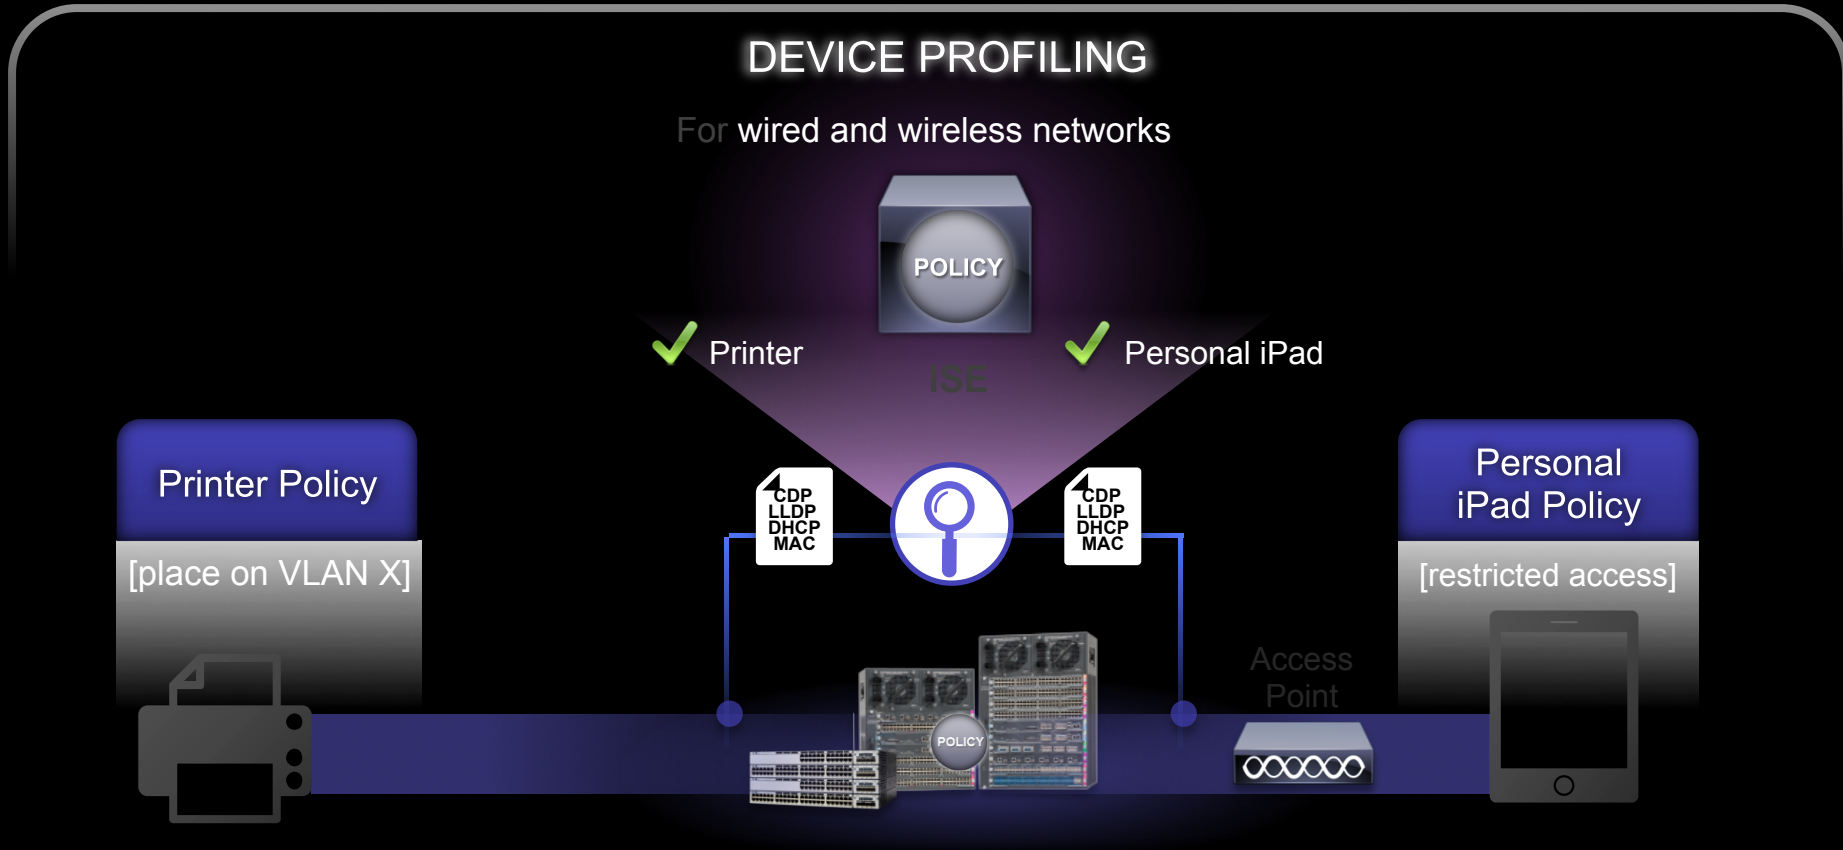 DEVICE PROFILING
For wired and wireless networks
POLICY
Printer
Personal iPad
iSE
Printer Policy
[place on VLAN X]
CDP
LLDP
DHCP
MAC
CDP
LLDP
DHCP
MAC
Personal
iPad Policy
[restricted access]
Access
Point
POLICY